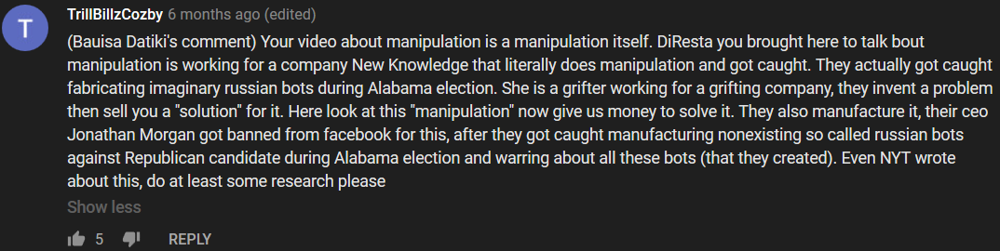 T
TrillBillzCozby 6 months ago (edited)
(Bauisa Datiki's comment) Your video about manipulation is a manipulation itself. DiResta you brought here to talk bout
manipulation is working for a company New Knowledge that literally does manipulation and got caught. They actually got caught
fabricating imaginary russian bots during Alabama election. She is a grifter working for a grifting company, they invent a problem
then sell you a "solution" for it. Here look at this "manipulation" now give us money to solve it. They also manufacture it, their ceo
Jonathan Morgan got banned from facebook for this, after they got caught manufacturing nonexisting so called russian bots
against Republican candidate during Alabama election and warring about all these bots (that they created). Even NYT wrote
about this, do at least some research please
Show less
5 REPLY